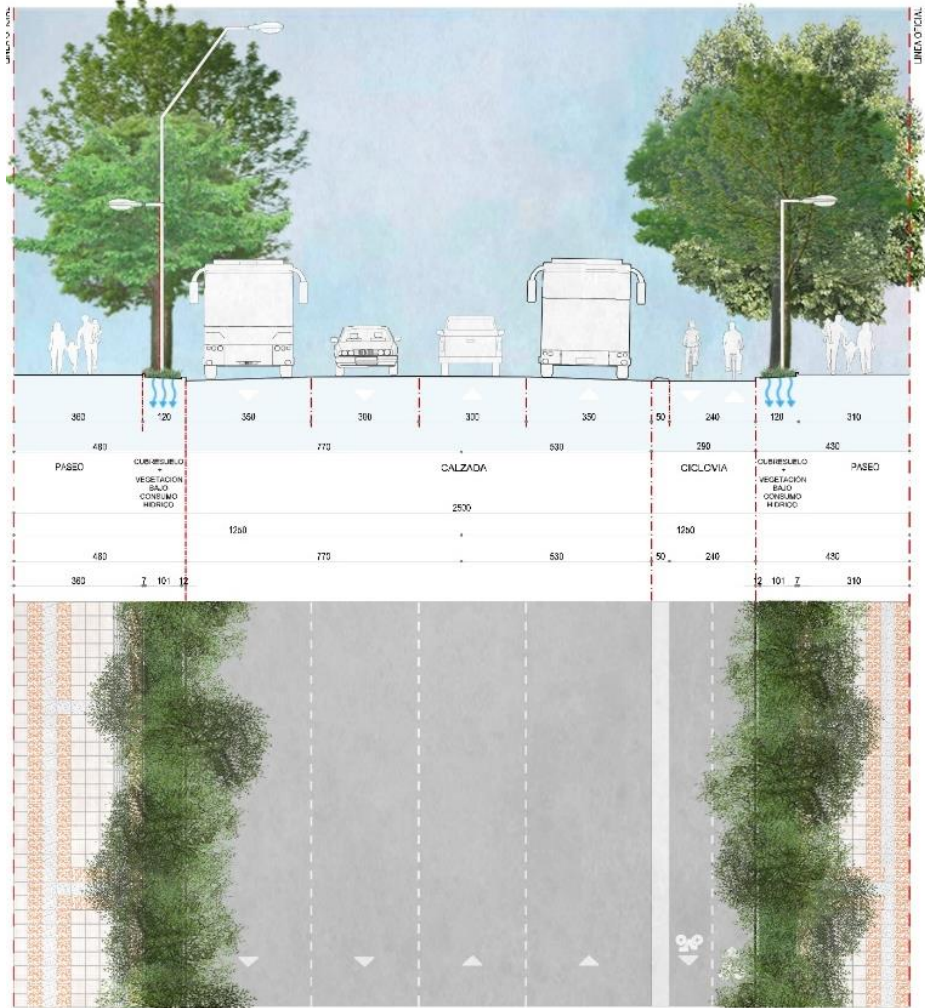 LINEA OFICIAL
LINEA OFICIAL
360 120 350 300 300 350 50 240 120 310
480 770 530 290 430
PASEO CUBRESUELO CALZADA CICLOVIA CUBRESUELO PASEO
+ +
VEGETACIÓN VEGETACIÓN
BAJO BAJO
CONSUMO CONSUMO
HIDRICO HIDRICO
2500
1250 1250
480 770 530 50 240 430
360 7 101 12 12 101 7 310